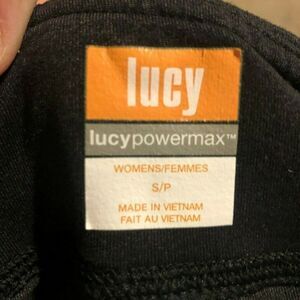 lucy
lucypowermax™
WOMENS/FEMMES
S/P
MADE IN VIETNAM
FAIT AU VIETNAM